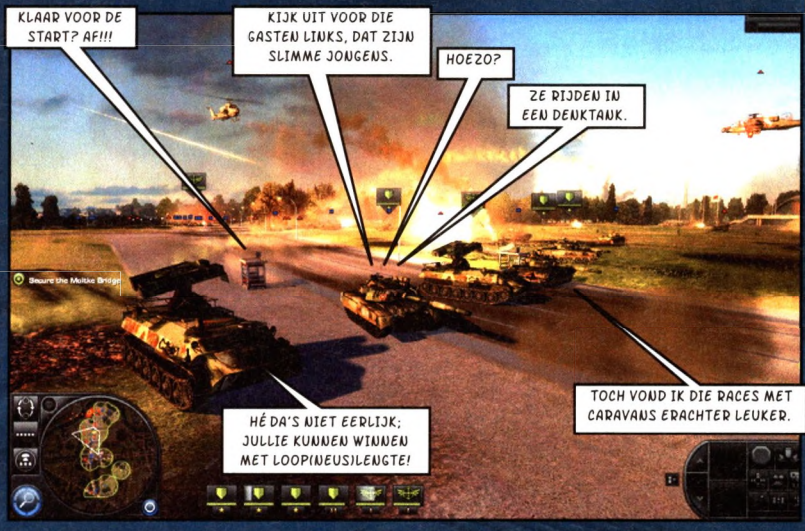 KLAAR VOOR DE
START? AF!!!
KIJK UIT VOOR DIE
GASTEN LINKS, DAT ZIJN
SLIMME JONGENS.
HOEZO?
ZE RIJDEN IN
EEN DENKTANK.
Secure the Moltke Bridge
TOCH VOND IK DIE RACES MET
CARAVANS ERACHTER LEUKER.
HÉ DA'S NIET EERLIJK;
JULLIE KUNNEN WINNEN
MET LOOP(NEUS)LENGTE!